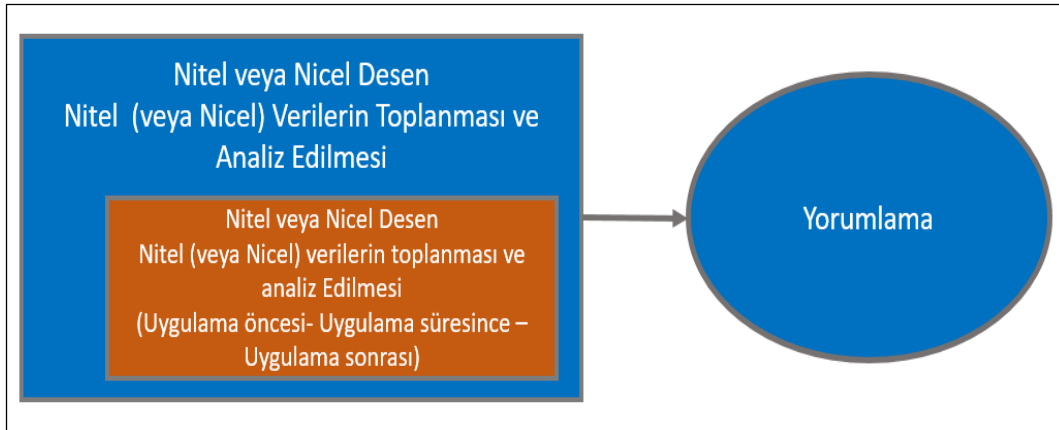 Nitel veya Nicel Desen
Nitel (veya Nicel) Verilerin Toplanması ve
Analiz Edilmesi
Nitel veya Nicel Desen
Nitel (veya Nicel) verilerin toplanması ve
analiz Edilmesi
(Uygulama öncesi- Uygulama süresince –
Uygulama sonrası)
Yorumlama